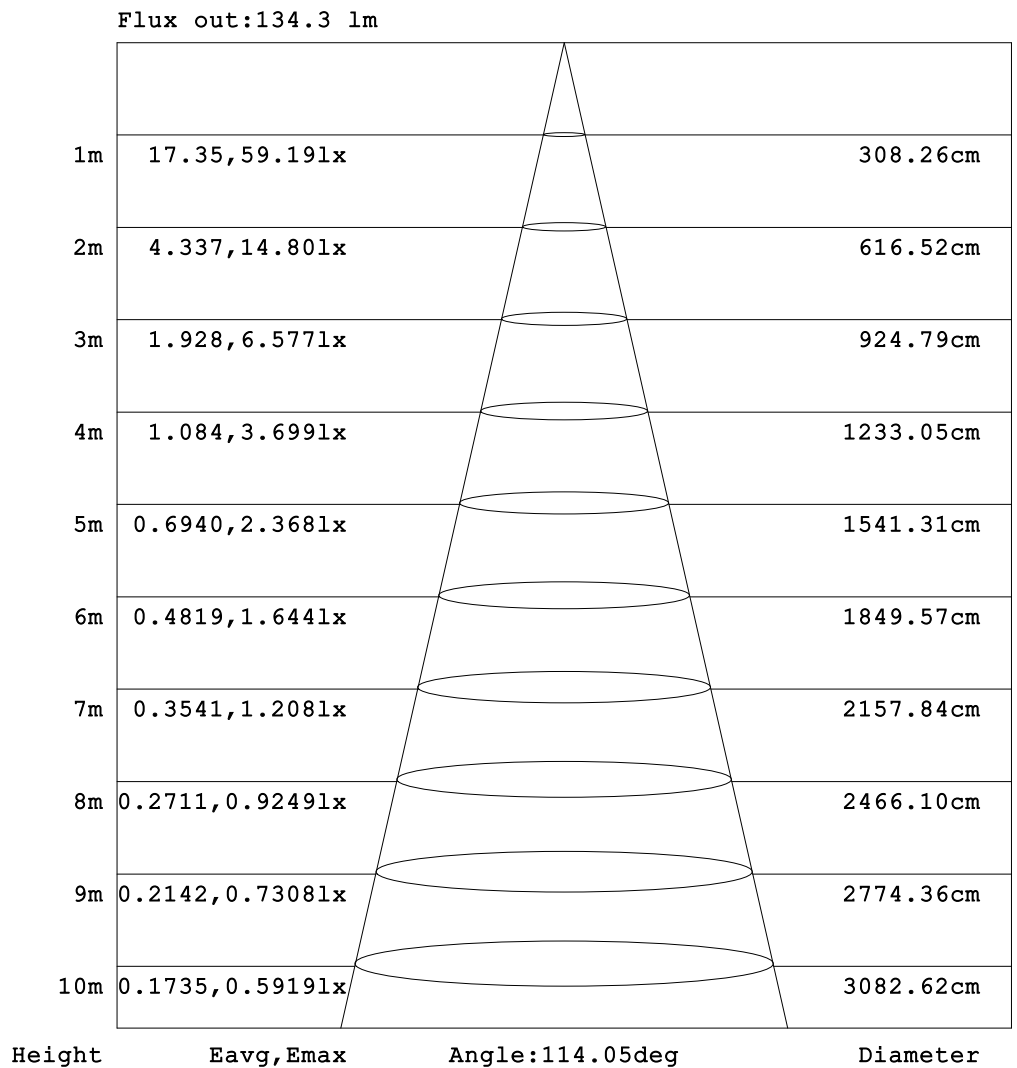 Flux out:134.3 lm
1m 17.35,59.19lx 308.26cm
2m 4.337,14.80lx 616.52cm
3m 1.928,6.577lx 924.79cm
4m 1.084,3.699lx 1233.05cm
5m 0.6940,2.368lx 1541.31cm
6m 0.4819,1.644lx 1849.57cm
7m 0.3541,1.208lx 2157.84cm
8m 0.2711,0.9249lx 2466.10cm
9m 0.2142,0.7308lx 2774.36cm
10m 0.1735,0.5919lx 3082.62cm
Height Eavg,Emax Angle:114.05deg Diameter